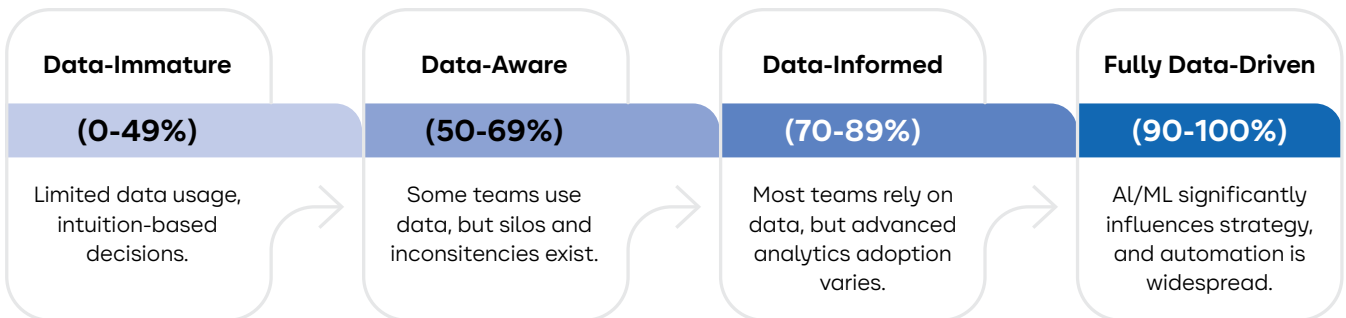 Data-Immature
(0-49%)
Limited data usage,
intuition-based
decisions.
Data-Aware
(50-69%)
Some teams use
data, but silos and
inconsitencies exist.
Data-Informed
(70-89%)
Most teams rely on
data, but advanced
analytics adoption
varies.
Fully Data-Driven
(90-100%)
AI/ML significantly
influences strategy,
and automation is
widespread.